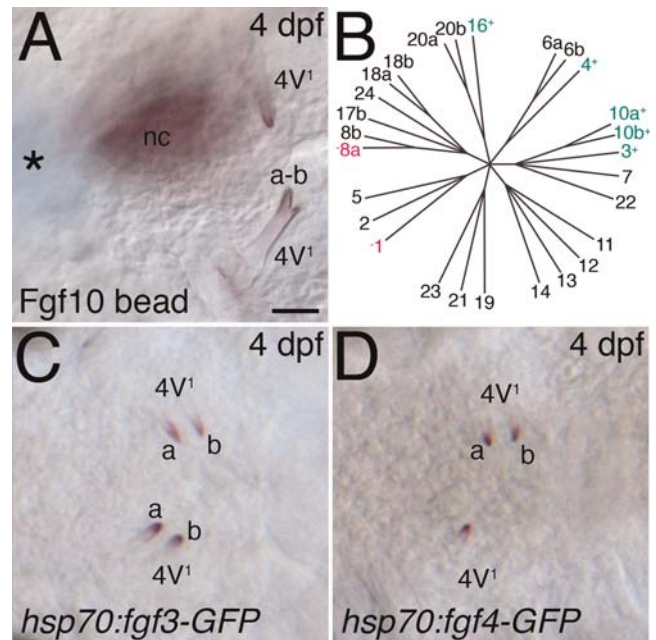 A
4 dpf
4V¹
nc
*
a-b
4V¹
Fgf10 bead
B
20a 20b 16⁺
6a 6b 4⁺
18b
18a
24
17b
8b
⁻8a
10a⁺
10b⁺
3⁺
7
22
5
2
⁻1
11
12
13
14
23 21 19
C
4 dpf
4V¹
a b
a
b
4V¹
hsp70:fgf3-GFP
D
4 dpf
4V¹
a b
4V¹
hsp70:fgf4-GFP